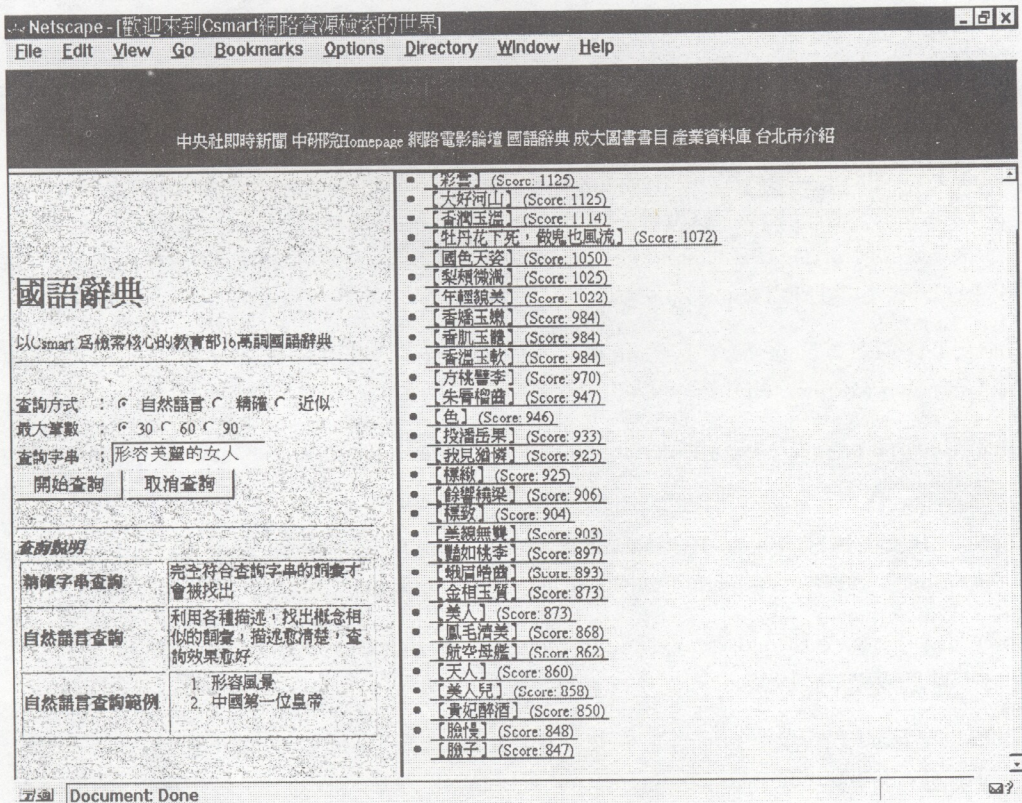 Netscape - [歡迎來到Csmart網路資源檢索的世界]
File Edit View Go Bookmarks Options Directory Window Help
中央社即時新聞 中研院Homepage 網路電影論壇 國語辭典 成大圖書書目 產業資料庫 台北市介紹
國語辭典
以Csmart 為檢索核心的教育部16萬詞國語辭典
查詢方式 : 自然語言 精確 近似
最大筆數 : 30 60 90
查詢字串 : 形容美麗的女人
開始查詢 取消查詢
查詢說明
精確字串查詢
完全符合查詢字串的詞彙才
會被找出
自然語言查詢
利用各種描述,找出概念相
似的詞彙,描述愈清楚,查
詢效果愈好
自然語言查詢範例
1. 形容風景
2. 中國第一位皇帝
【彩雲】 (Score: 1125)
【大好河山】 (Score: 1125)
【香潤玉溫】 (Score: 1114)
【牡丹花下死,做鬼也風流】 (Score: 1072)
【國色天姿】 (Score: 1050)
【梨頰微渦】 (Score: 1025)
【年輕貌美】 (Score: 1022)
【香嬌玉嫩】 (Score: 984)
【香肌玉體】 (Score: 984)
【香溫玉軟】 (Score: 984)
【方桃譬李】 (Score: 970)
【朱脣榴齒】 (Score: 947)
【色】 (Score: 946)
【投潘岳果】 (Score: 933)
【我見猶憐】 (Score: 925)
【標緻】 (Score: 925)
【餘響繞梁】 (Score: 906)
【標致】 (Score: 904)
【美貌無雙】 (Score: 903)
【豔如桃李】 (Score: 897)
【蛾眉皓齒】 (Score: 893)
【金相玉質】 (Score: 873)
【美人】 (Score: 873)
【鳳毛濟美】 (Score: 868)
【航空母艦】 (Score: 862)
【天人】 (Score: 860)
【美人兒】 (Score: 858)
【貴妃醉酒】 (Score: 850)
【臉慢】 (Score: 848)
【臉子】 (Score: 847)
Document: Done